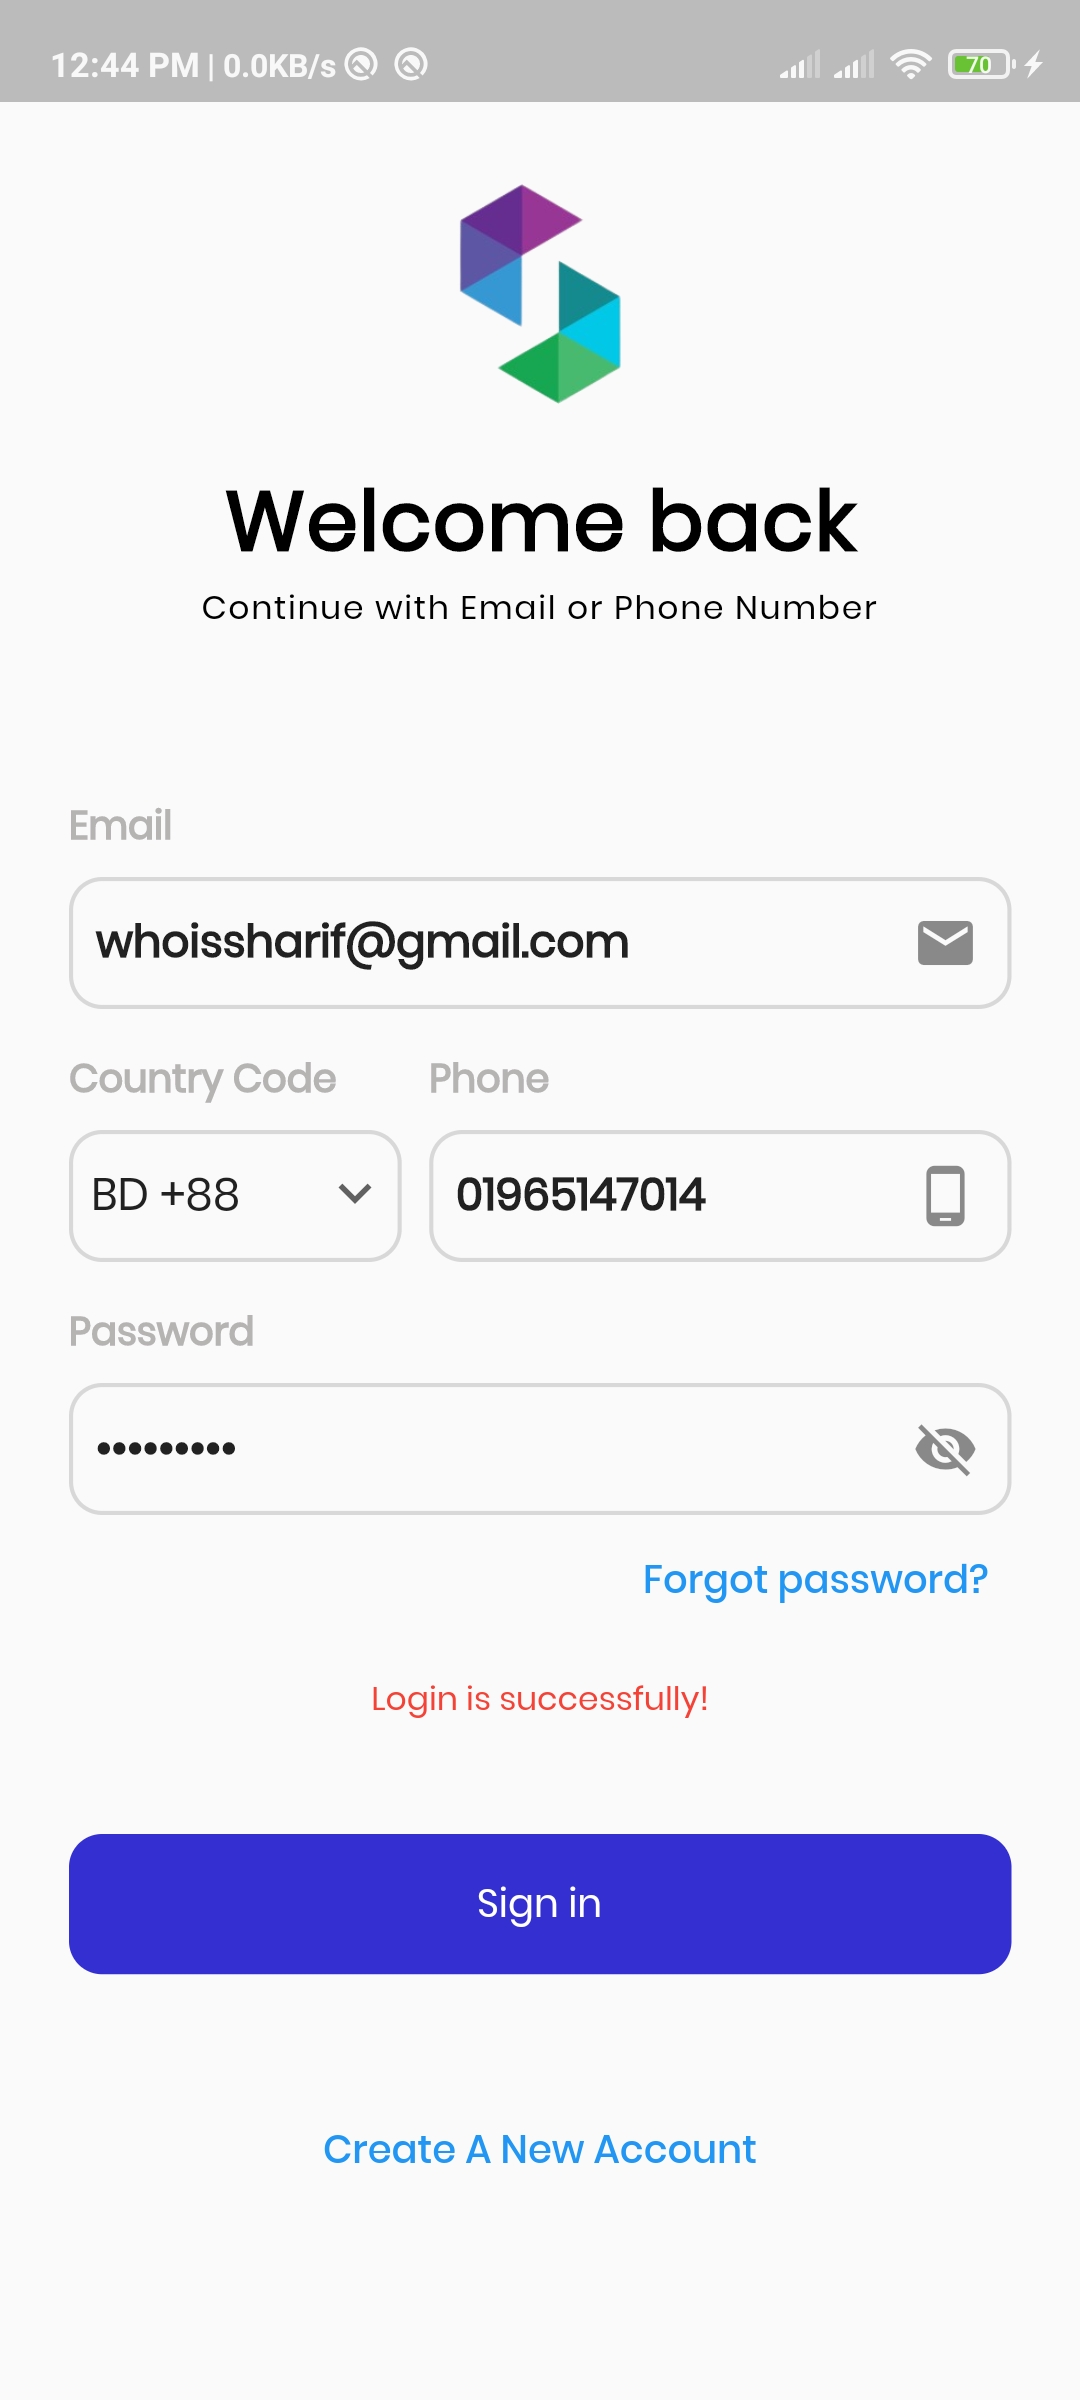 12:44 PM | 0.0KB/s
70
Welcome back
Continue with Email or Phone Number
Email
whoissharif@gmail.com
Country Code Phone
BD +88 01965147014
Password
•••••••••
Forgot password?
Login is successfully!
Sign in
Create A New Account